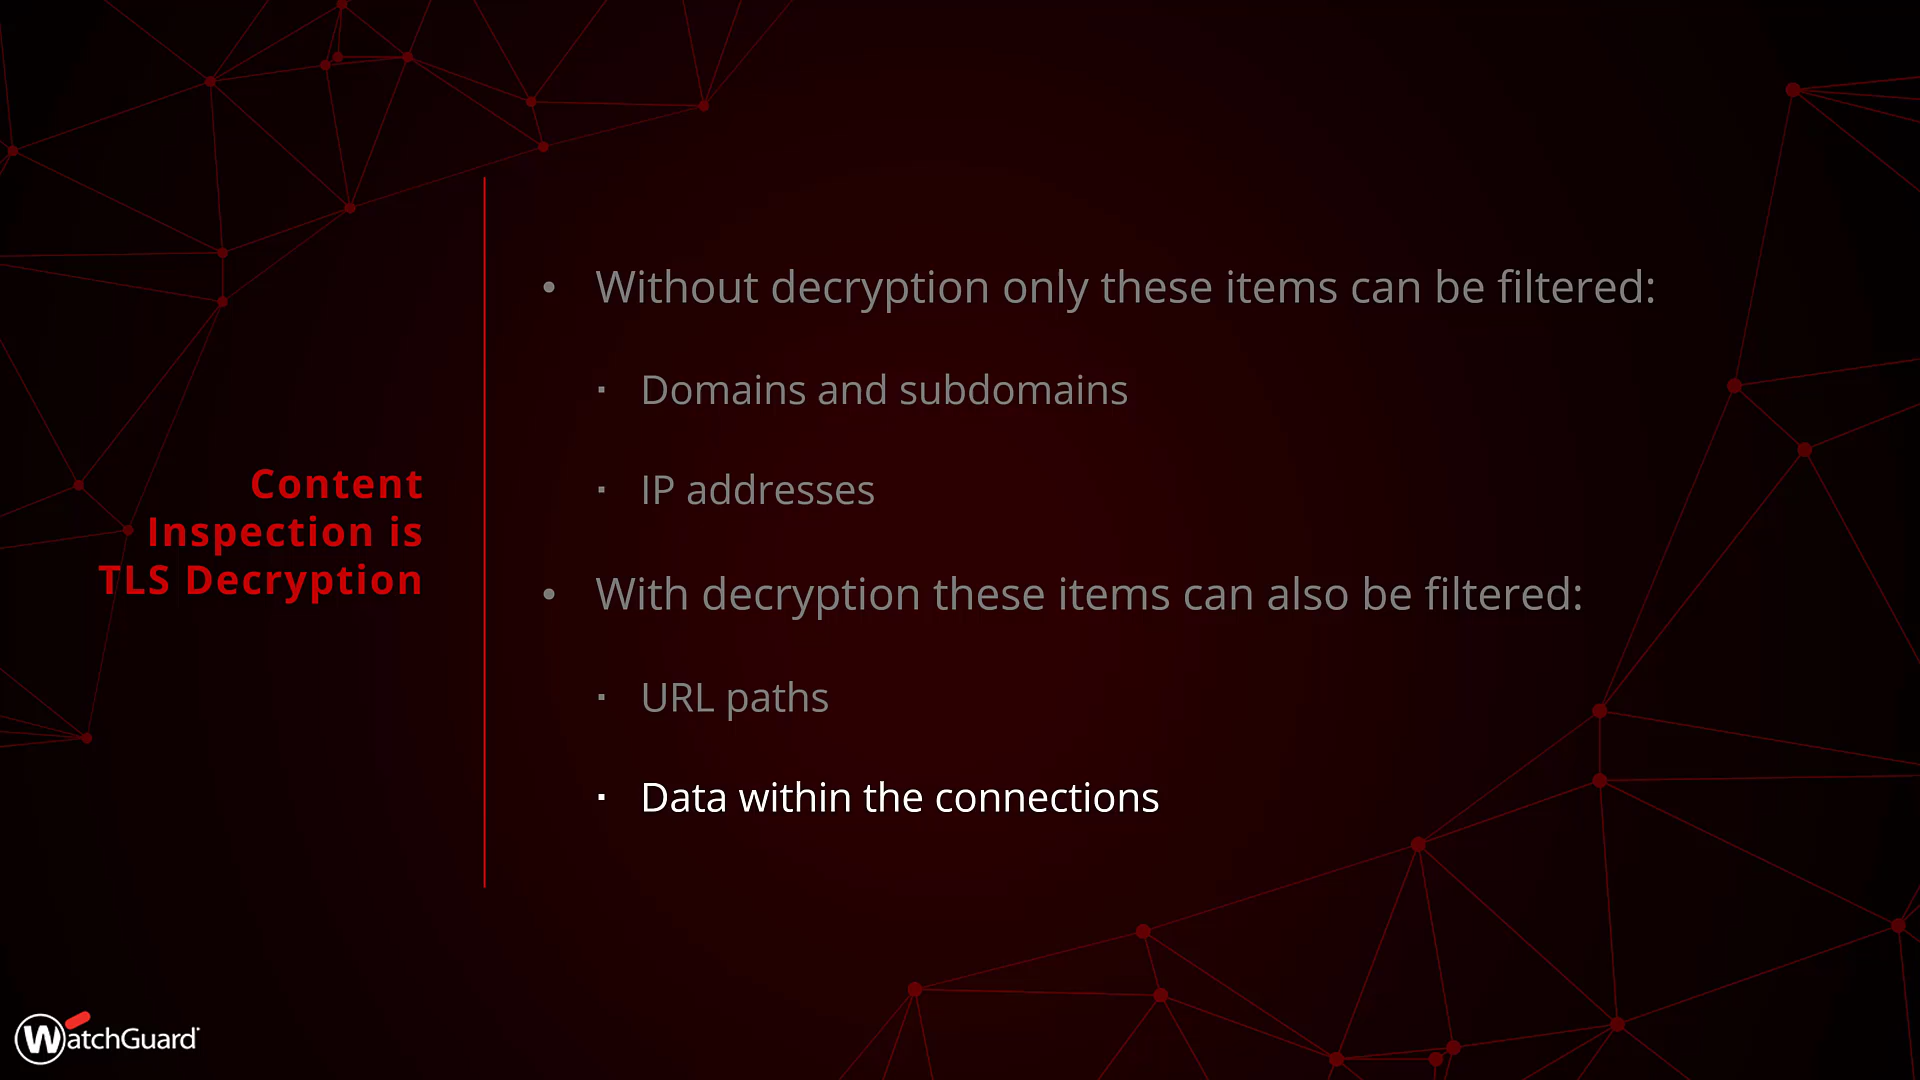 Content
Inspection is
TLS Decryption
• Without decryption only these items can be filtered:
▪ Domains and subdomains
▪ IP addresses
• With decryption these items can also be filtered:
▪ URL paths
▪ Data within the connections
WatchGuard